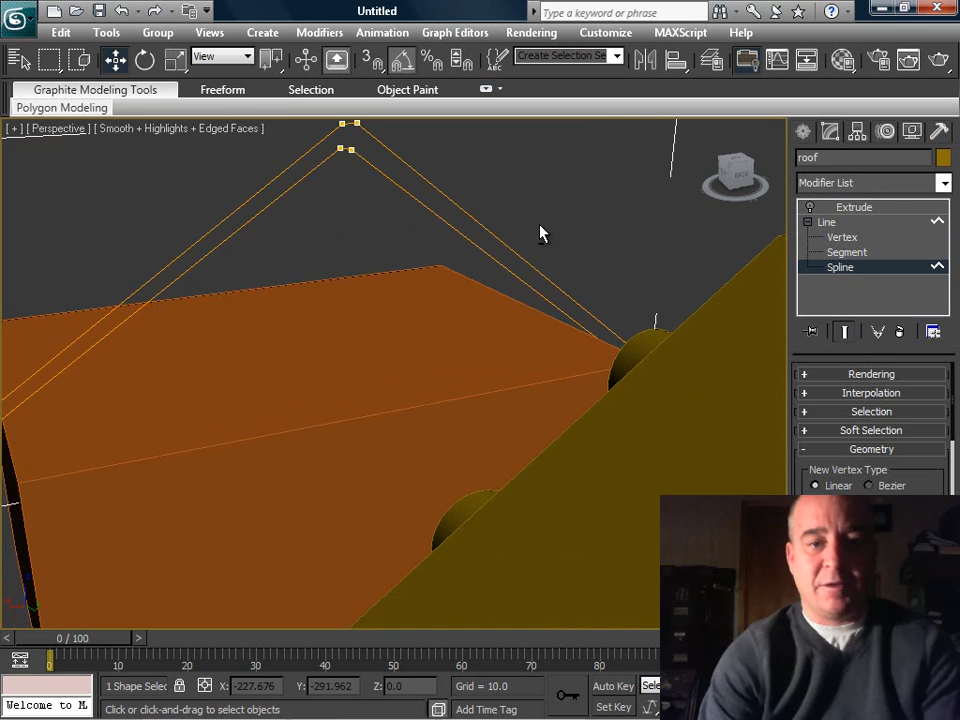 Untitled
Type a keyword or phrase
Edit Tools Group Views Create Modifiers Animation Graph Editors Rendering Customize MAXScript Help
View
Create Selection Se
Graphite Modeling Tools Freeform Selection Object Paint
Polygon Modeling
[ + ] [ Perspective ] [ Smooth + Highlights + Edged Faces ]
BACK
roof
Modifier List
Extrude
Line
Vertex
Segment
Spline
+ Rendering
+ Interpolation
+ Selection
+ Soft Selection
- Geometry
New Vertex Type
Linear Bezier
< 0 / 100 >
0 10 20 30 40 50 60 70 80
1 Shape Selec X: -227.676 Y: -291.962 Z: 0.0 Grid = 10.0 Auto Key Selec
Welcome to M. Click or click-and-drag to select objects Add Time Tag Set Key